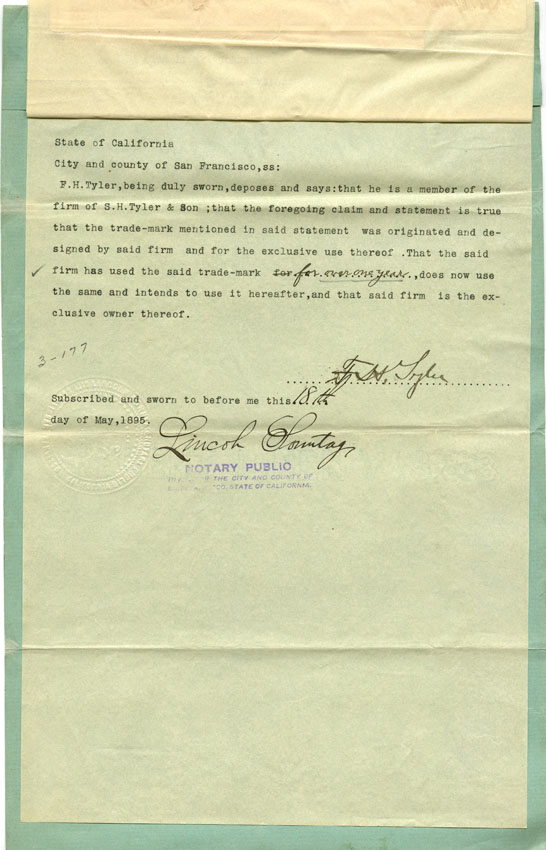 State of California
City and county of San Francisco,ss:
F.H.Tyler,being duly sworn,deposes and says:that he is a member of the
firm of S.H.Tyler & Son ;that the foregoing claim and statement is true
that the trade-mark mentioned in said statement was originated and de-
signed by said firm and for the exclusive use thereof .That the said
firm has used the said trade-mark for for over one year.,does now use
the same and intends to use it hereafter,and that said firm is the ex-
clusive owner thereof.
3-177
F. H. Tyler
Subscribed and sworn to before me this 18th
day of May,1895.
Lincoln Sonntag
NOTARY PUBLIC
THE CITY AND COUNTY OF
CO, STATE OF CALIFORNIA.